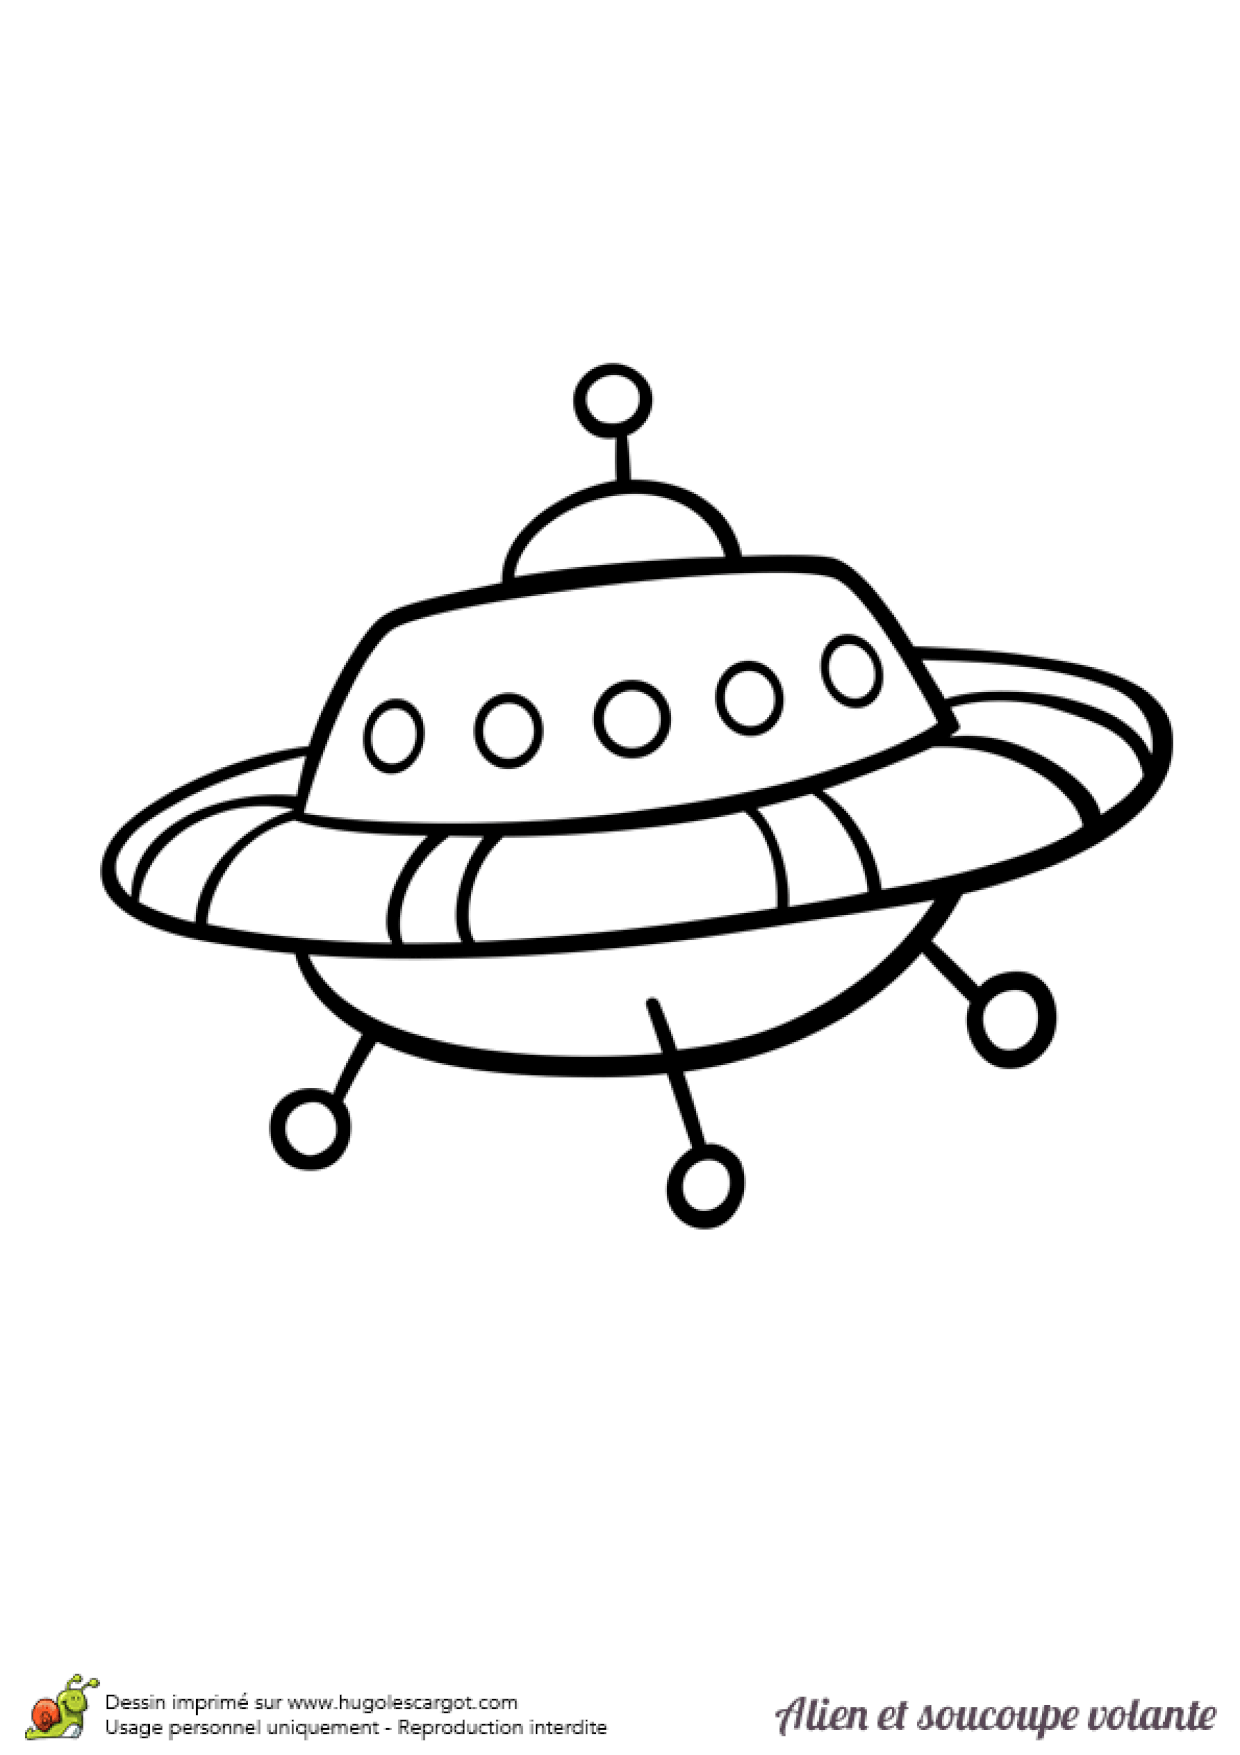 Dessin imprimé sur www.hugolescargot.com
Usage personnel uniquement - Reproduction interdite
Alien et soucoupe volante